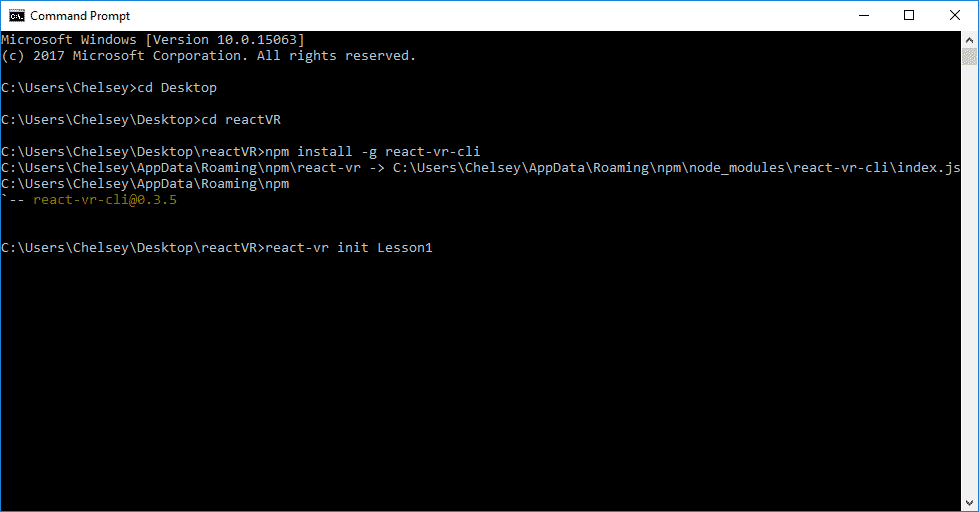 Command Prompt
Microsoft Windows [Version 10.0.15063]
(c) 2017 Microsoft Corporation. All rights reserved.
C:\Users\Chelsey>cd Desktop
C:\Users\Chelsey\Desktop>cd reactVR
C:\Users\Chelsey\Desktop\reactVR>npm install -g react-vr-cli
C:\Users\Chelsey\AppData\Roaming\npm\react-vr -> C:\Users\Chelsey\AppData\Roaming\npm\node_modules\react-vr-cli\index.js
C:\Users\Chelsey\AppData\Roaming\npm
`-- react-vr-cli@0.3.5
C:\Users\Chelsey\Desktop\reactVR>react-vr init Lesson1